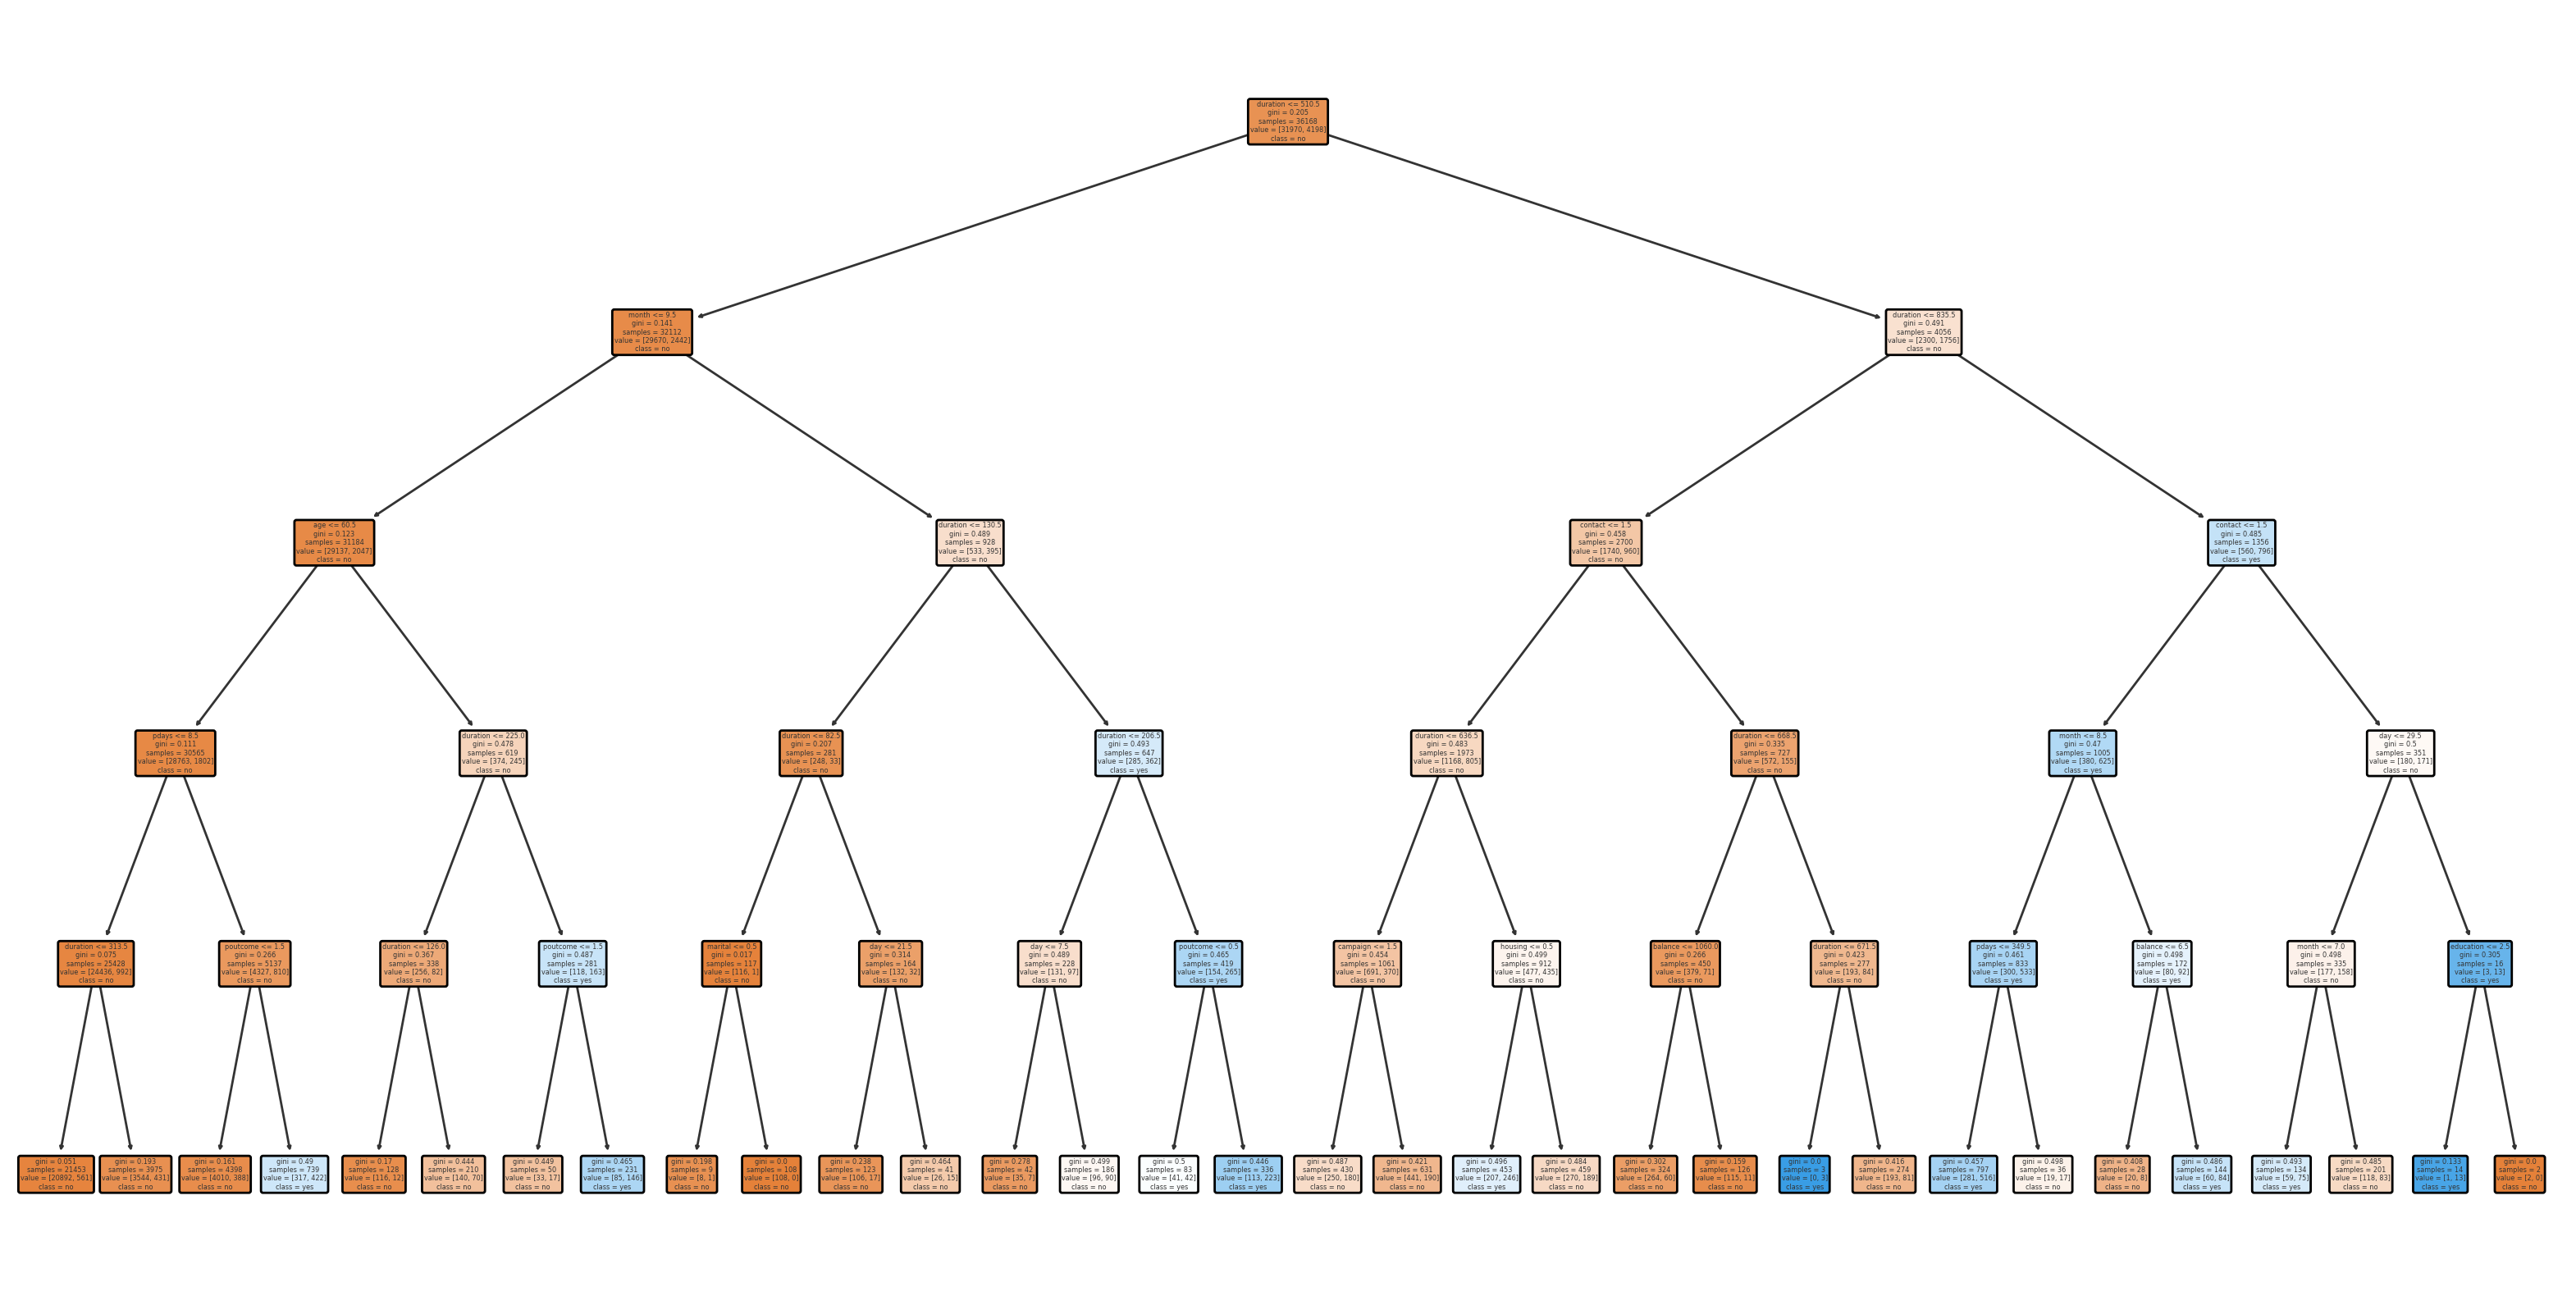 duration <= 510.5
gini = 0.205
samples = 36168
value = [31970, 4198]
class = no
month <= 9.5
gini = 0.141
samples = 32112
value = [29670, 2442]
class = no
duration <= 835.5
gini = 0.491
samples = 4056
value = [2300, 1756]
class = no
age <= 60.5
gini = 0.123
samples = 31184
value = [29137, 2047]
class = no
duration <= 130.5
gini = 0.489
samples = 928
value = [533, 395]
class = no
contact <= 1.5
gini = 0.458
samples = 2700
value = [1740, 960]
class = no
contact <= 1.5
gini = 0.485
samples = 1356
value = [560, 796]
class = yes
pdays <= 8.5
gini = 0.111
samples = 30565
value = [28763, 1802]
class = no
duration <= 225.0
gini = 0.478
samples = 619
value = [374, 245]
class = no
duration <= 82.5
gini = 0.207
samples = 281
value = [248, 33]
class = no
duration <= 206.5
gini = 0.493
samples = 647
value = [285, 362]
class = yes
duration <= 636.5
gini = 0.483
samples = 1973
value = [1168, 805]
class = no
duration <= 668.5
gini = 0.335
samples = 727
value = [572, 155]
class = no
month <= 8.5
gini = 0.47
samples = 1005
value = [380, 625]
class = yes
day <= 29.5
gini = 0.5
samples = 351
value = [180, 171]
class = no
duration <= 313.5
gini = 0.075
samples = 25428
value = [24436, 992]
class = no
poutcome <= 1.5
gini = 0.266
samples = 5137
value = [4327, 810]
class = no
duration <= 126.0
gini = 0.367
samples = 338
value = [256, 82]
class = no
poutcome <= 1.5
gini = 0.487
samples = 281
value = [118, 163]
class = yes
marital <= 0.5
gini = 0.017
samples = 117
value = [116, 1]
class = no
day <= 21.5
gini = 0.314
samples = 164
value = [132, 32]
class = no
day <= 7.5
gini = 0.489
samples = 228
value = [131, 97]
class = no
poutcome <= 0.5
gini = 0.465
samples = 419
value = [154, 265]
class = yes
campaign <= 1.5
gini = 0.454
samples = 1061
value = [691, 370]
class = no
housing <= 0.5
gini = 0.499
samples = 912
value = [477, 435]
class = no
balance <= 1060.0
gini = 0.266
samples = 450
value = [379, 71]
class = no
duration <= 671.5
gini = 0.423
samples = 277
value = [193, 84]
class = no
pdays <= 349.5
gini = 0.461
samples = 833
value = [300, 533]
class = yes
balance <= 6.5
gini = 0.498
samples = 172
value = [80, 92]
class = yes
month <= 7.0
gini = 0.498
samples = 335
value = [177, 158]
class = no
education <= 2.5
gini = 0.305
samples = 16
value = [3, 13]
class = yes
gini = 0.051
samples = 21453
value = [20892, 561]
class = no
gini = 0.193
samples = 3975
value = [3544, 431]
class = no
gini = 0.161
samples = 4398
value = [4010, 388]
class = no
gini = 0.49
samples = 739
value = [317, 422]
class = yes
gini = 0.17
samples = 128
value = [116, 12]
class = no
gini = 0.444
samples = 210
value = [140, 70]
class = no
gini = 0.449
samples = 50
value = [33, 17]
class = no
gini = 0.465
samples = 231
value = [85, 146]
class = yes
gini = 0.198
samples = 9
value = [8, 1]
class = no
gini = 0.0
samples = 108
value = [108, 0]
class = no
gini = 0.238
samples = 123
value = [106, 17]
class = no
gini = 0.464
samples = 41
value = [26, 15]
class = no
gini = 0.278
samples = 42
value = [35, 7]
class = no
gini = 0.499
samples = 186
value = [96, 90]
class = no
gini = 0.5
samples = 83
value = [41, 42]
class = yes
gini = 0.446
samples = 336
value = [113, 223]
class = yes
gini = 0.487
samples = 430
value = [250, 180]
class = no
gini = 0.421
samples = 631
value = [441, 190]
class = no
gini = 0.496
samples = 453
value = [207, 246]
class = yes
gini = 0.484
samples = 459
value = [270, 189]
class = no
gini = 0.302
samples = 324
value = [264, 60]
class = no
gini = 0.159
samples = 126
value = [115, 11]
class = no
gini = 0.0
samples = 3
value = [0, 3]
class = yes
gini = 0.416
samples = 274
value = [193, 81]
class = no
gini = 0.457
samples = 797
value = [281, 516]
class = yes
gini = 0.498
samples = 36
value = [19, 17]
class = no
gini = 0.408
samples = 28
value = [20, 8]
class = no
gini = 0.486
samples = 144
value = [60, 84]
class = yes
gini = 0.493
samples = 134
value = [59, 75]
class = yes
gini = 0.485
samples = 201
value = [118, 83]
class = no
gini = 0.133
samples = 14
value = [1, 13]
class = yes
gini = 0.0
samples = 2
value = [2, 0]
class = no